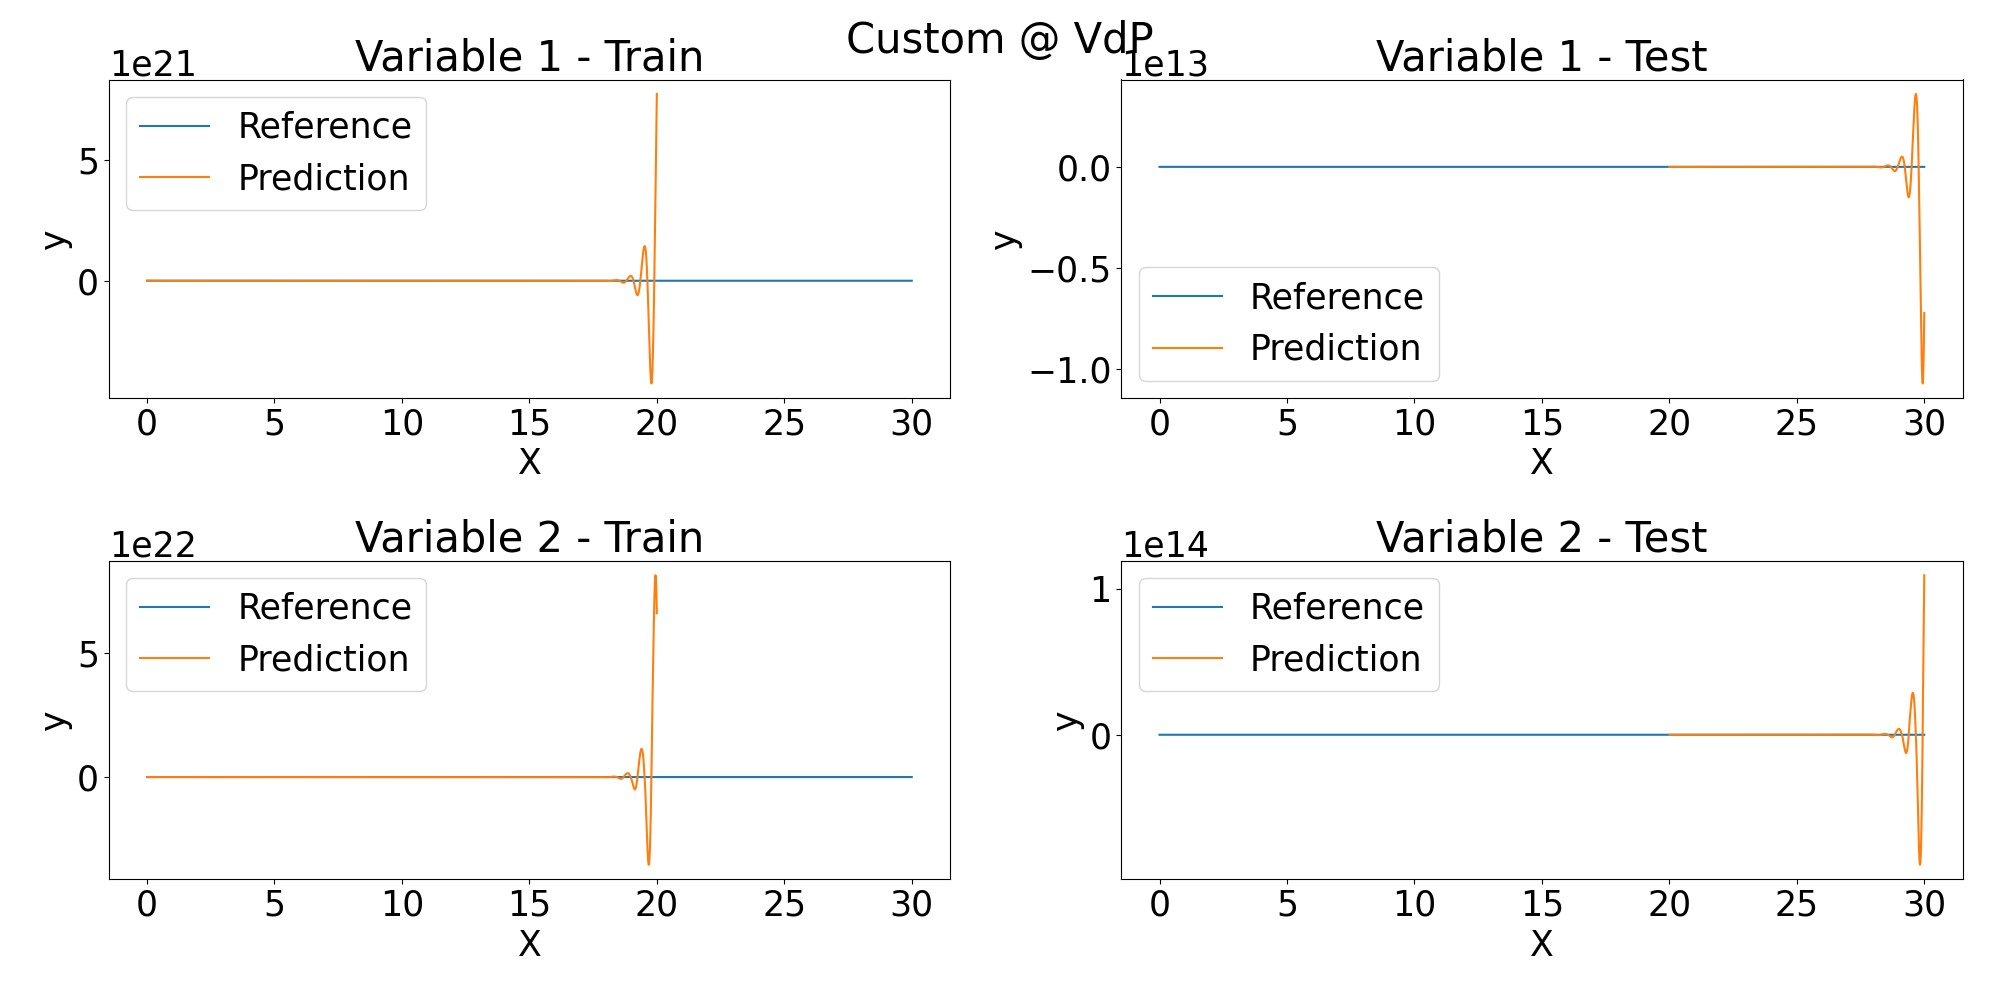 Custom @ VdP
Variable 1 - Train
1e21
Reference
Prediction
5
0
y
0 5 10 15 20 25 30
X
Variable 1 - Test
1e13
0.0
−0.5
−1.0
y
Reference
Prediction
0 5 10 15 20 25 30
X
Variable 2 - Train
1e22
Reference
Prediction
5
0
y
0 5 10 15 20 25 30
X
Variable 2 - Test
1e14
Reference
Prediction
1
0
y
0 5 10 15 20 25 30
X